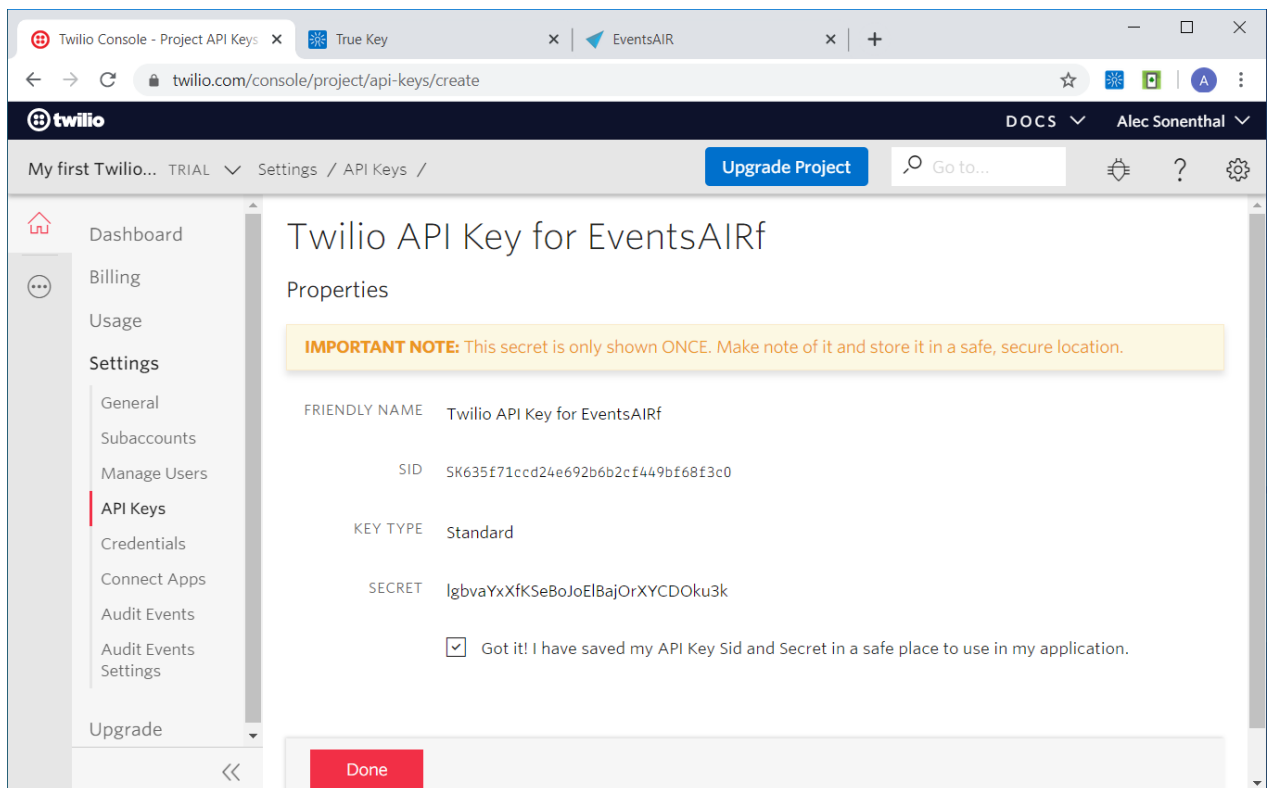 Twilio Console - Project API Keys
True Key
EventsAIR
twilio.com/console/project/api-keys/create
A
twilio
DOCS
Alec Sonenthal
My first Twilio... TRIAL
Settings / API Keys /
Upgrade Project
Go to...
Dashboard
Billing
Usage
Settings
General
Subaccounts
Manage Users
API Keys
Credentials
Connect Apps
Audit Events
Audit Events
Settings
Upgrade
Twilio API Key for EventsAIRf
Properties
IMPORTANT NOTE: This secret is only shown ONCE. Make note of it and store it in a safe, secure location.
FRIENDLY NAME Twilio API Key for EventsAIRf
SID SK635f71ccd24e692b6b2cf449bf68f3c0
KEY TYPE Standard
SECRET
Got it! I have saved my API Key Sid and Secret in a safe place to use in my application.
Done